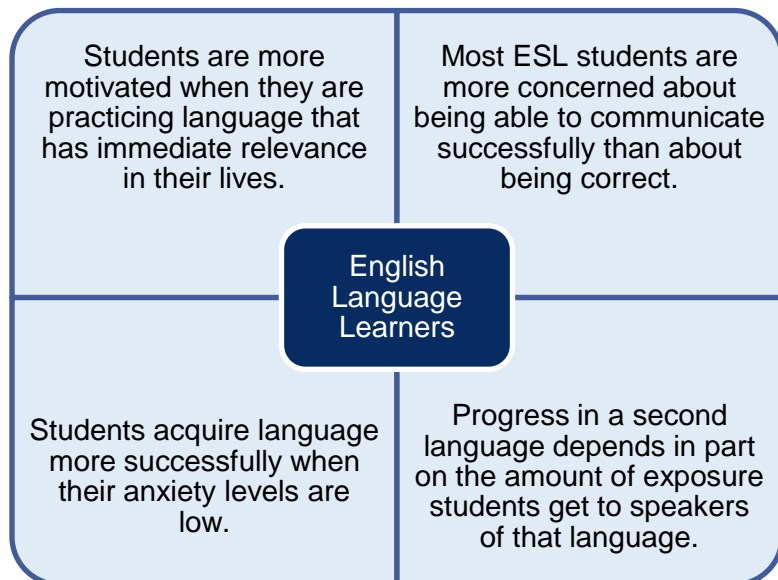 Students are more
motivated when they are
practicing language that
has immediate relevance
in their lives.
Most ESL students are
more concerned about
being able to communicate
successfully than about
being correct.
English
Language
Learners
Students acquire language
more successfully when
their anxiety levels are
low.
Progress in a second
language depends in part
on the amount of exposure
students get to speakers
of that language.